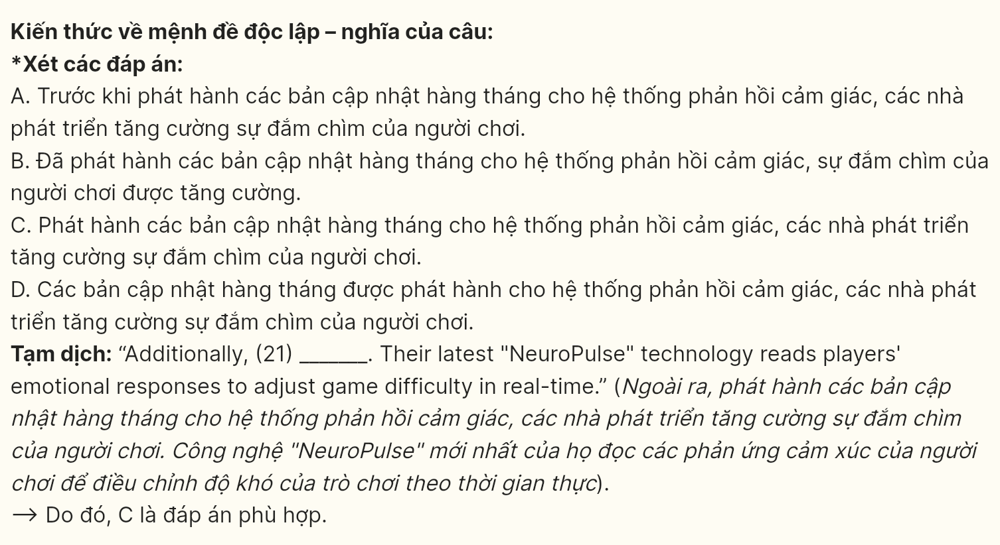 Kiến thức về mệnh đề độc lập – nghĩa của câu:
*Xét các đáp án:
A. Trước khi phát hành các bản cập nhật hàng tháng cho hệ thống phản hồi cảm giác, các nhà
phát triển tăng cường sự đắm chìm của người chơi.
B. Đã phát hành các bản cập nhật hàng tháng cho hệ thống phản hồi cảm giác, sự đắm chìm của
người chơi được tăng cường.
C. Phát hành các bản cập nhật hàng tháng cho hệ thống phản hồi cảm giác, các nhà phát triển
tăng cường sự đắm chìm của người chơi.
D. Các bản cập nhật hàng tháng được phát hành cho hệ thống phản hồi cảm giác, các nhà phát
triển tăng cường sự đắm chìm của người chơi.
Tạm dịch: “Additionally, (21) _______. Their latest "NeuroPulse" technology reads players'
emotional responses to adjust game difficulty in real-time.” (Ngoài ra, phát hành các bản cập
nhật hàng tháng cho hệ thống phản hồi cảm giác, các nhà phát triển tăng cường sự đắm chìm
của người chơi. Công nghệ "NeuroPulse" mới nhất của họ đọc các phản ứng cảm xúc của người
chơi để điều chỉnh độ khó của trò chơi theo thời gian thực).
⟶ Do đó, C là đáp án phù hợp.